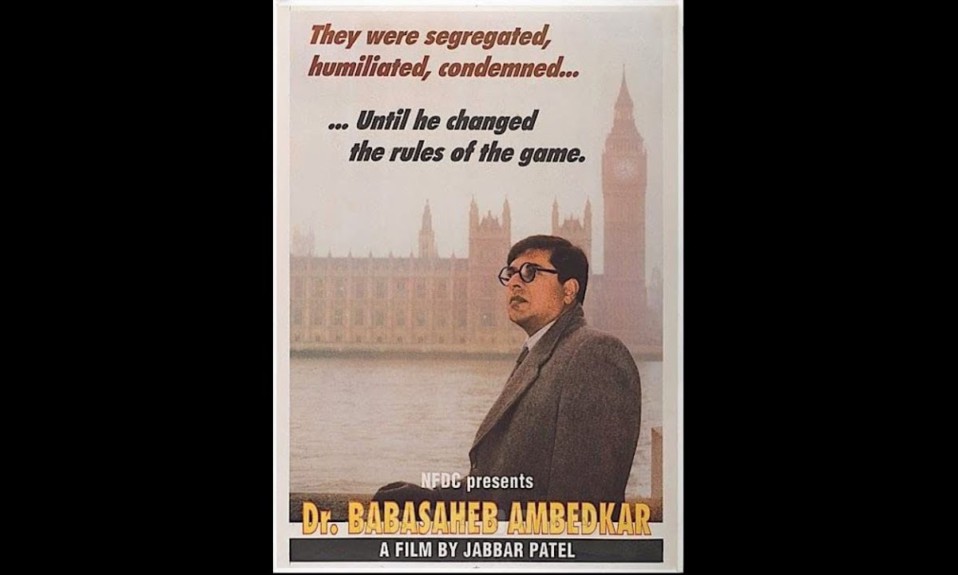 They were segregated,
humiliated, condemned...
... Until he changed
the rules of the game.
NFDC presents
Dr. BABASAHEB AMBEDKAR
A FILM BY JABBAR PATEL